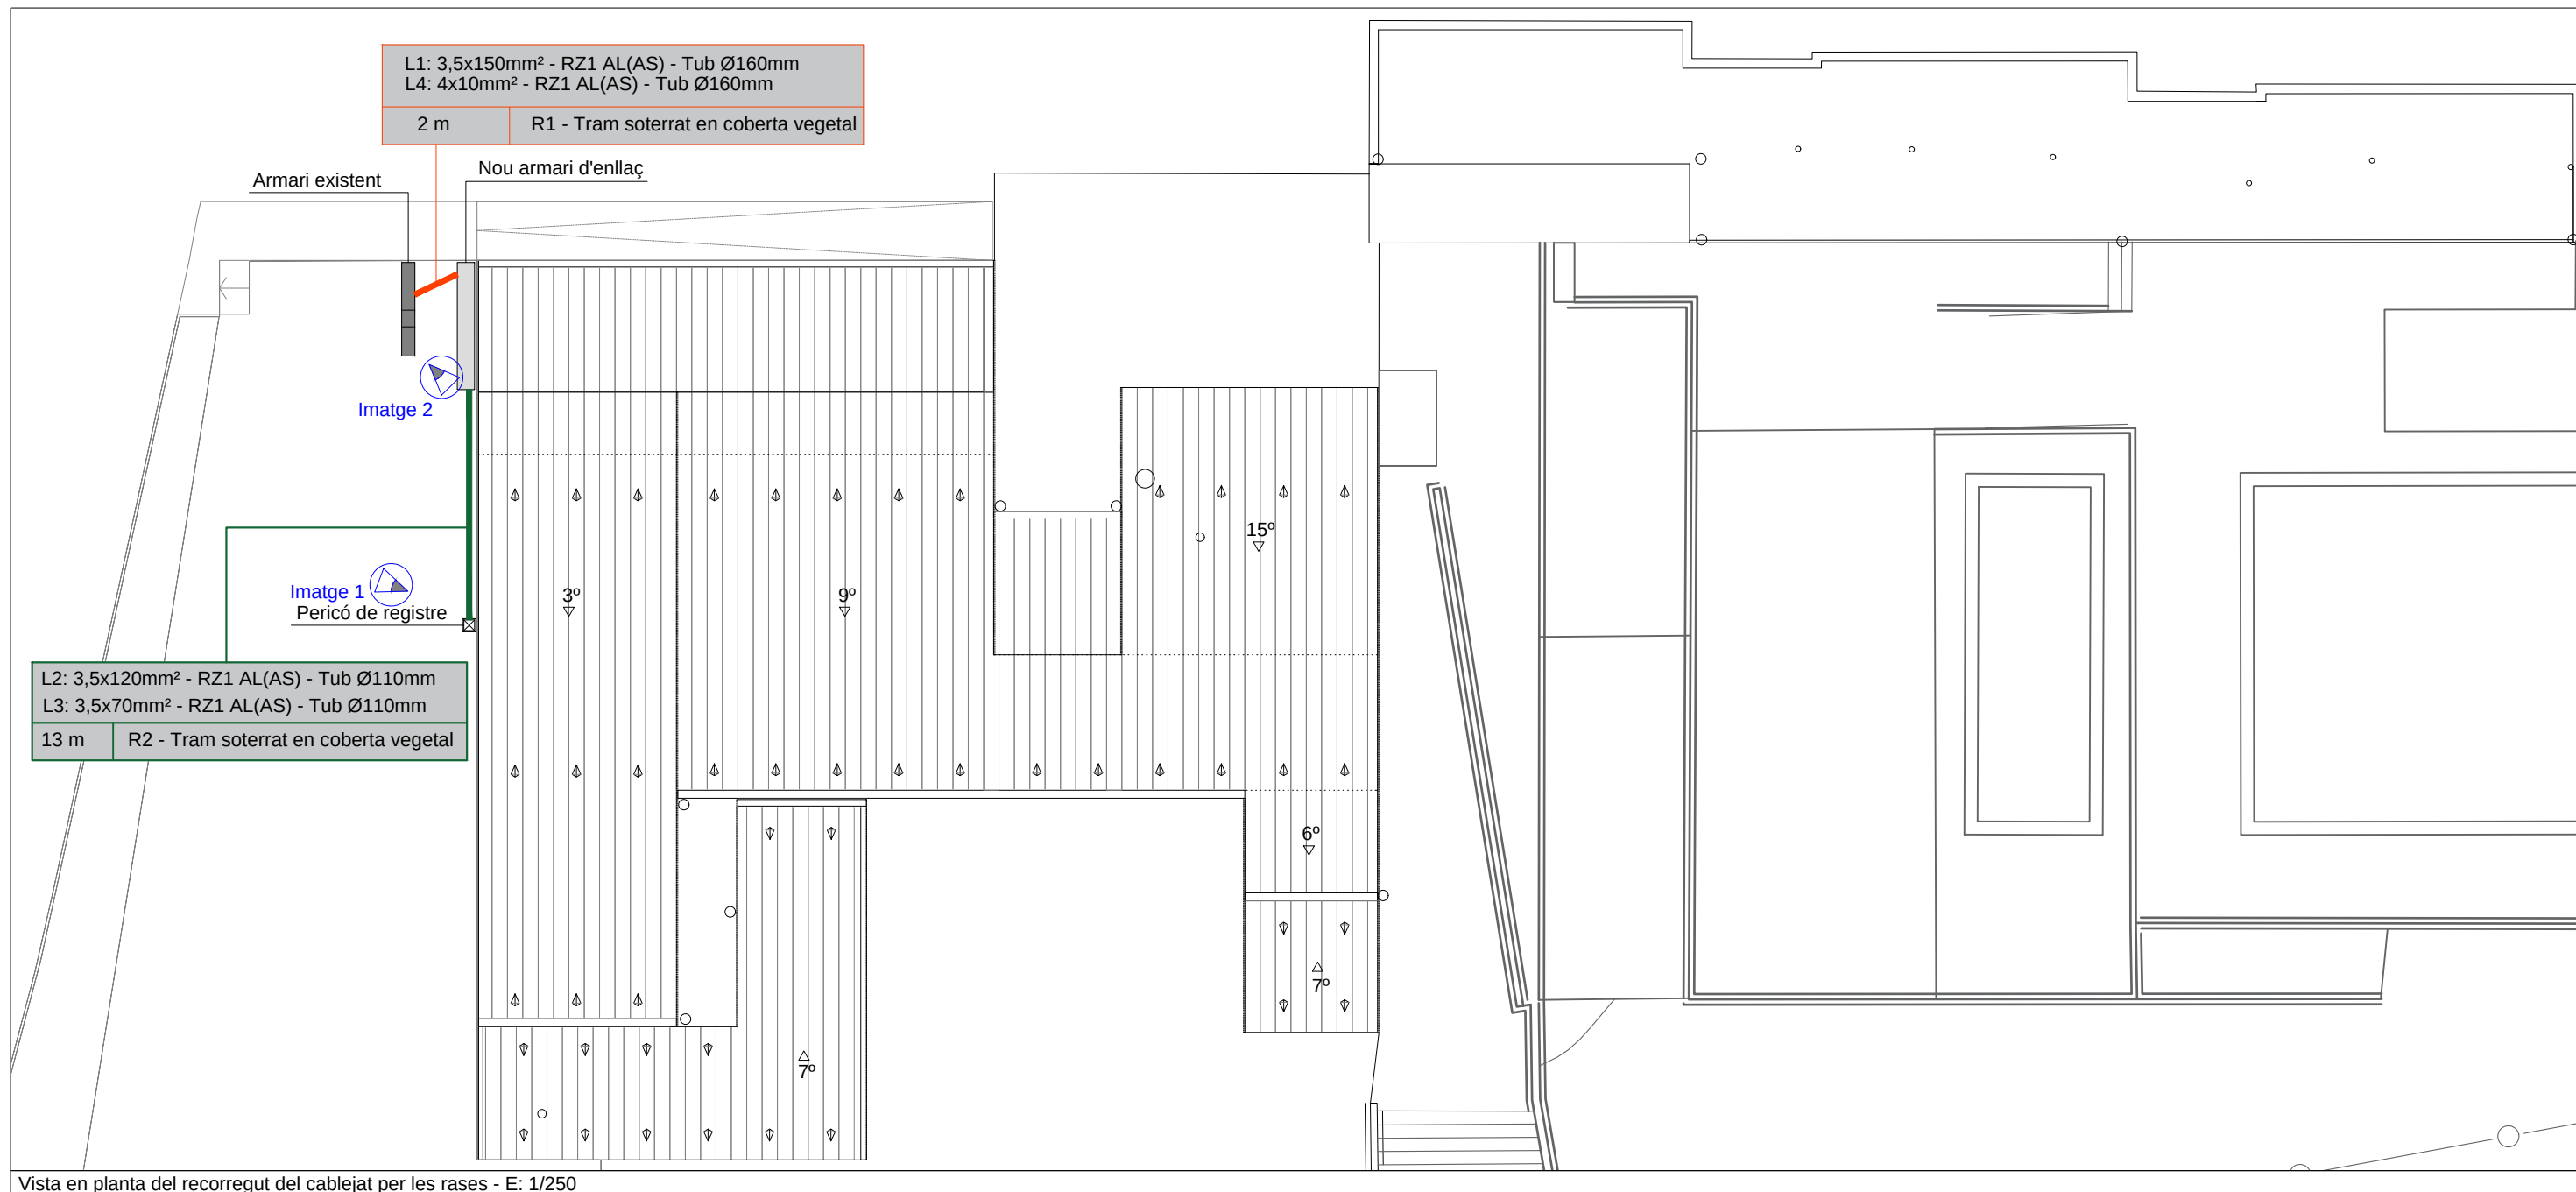 L1: 3,5x150mm² - RZ1 AL(AS) - Tub Ø160mm
L4: 4x10mm² - RZ1 AL(AS) - Tub Ø160mm
2 m R1 - Tram soterrat en coberta vegetal
Armari existent
Nou armari d'enllaç
Imatge 2
15º
Imatge 1
3º
9º
Pericó de registre
L2: 3,5x120mm² - RZ1 AL(AS) - Tub Ø110mm
L3: 3,5x70mm² - RZ1 AL(AS) - Tub Ø110mm
13 m R2 - Tram soterrat en coberta vegetal
6º
7º
7º
Vista en planta del recorregut del cablejat per les rases - E: 1/250